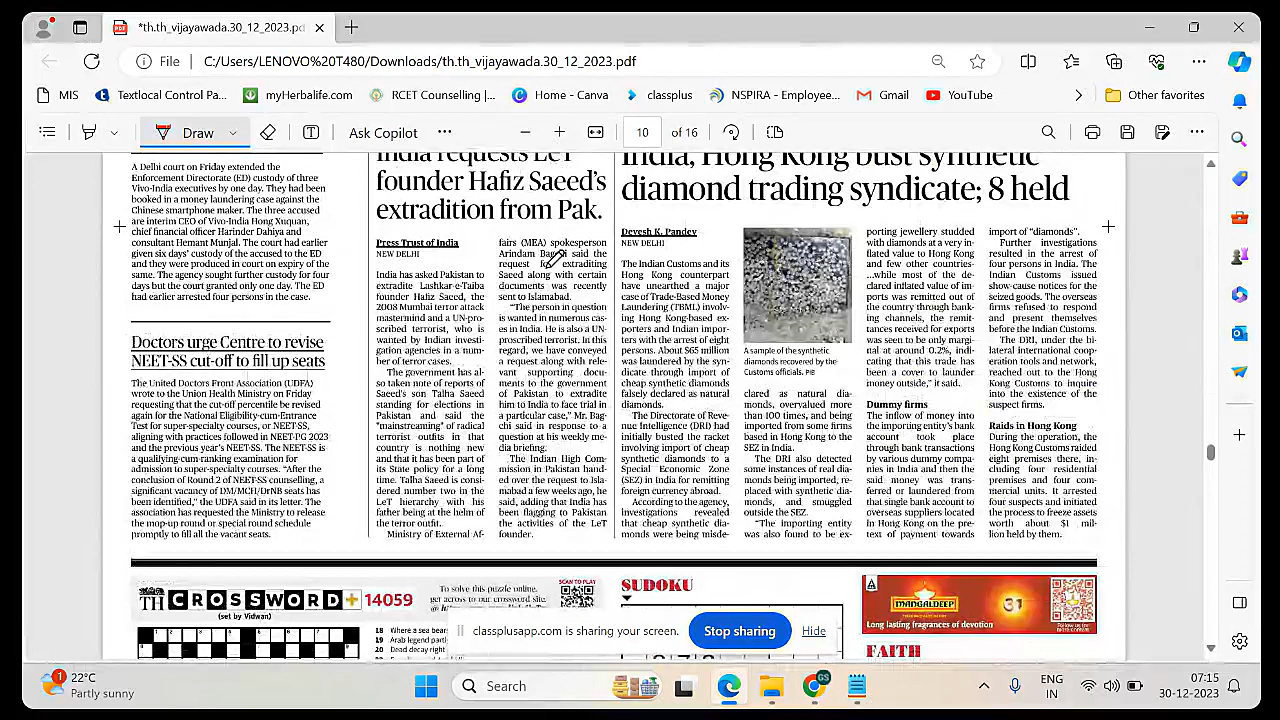 *th.th_vijayawada.30_12_2023.pd
File C:/Users/LENOVO%20T480/Downloads/th.th_vijayawada.30_12_2023.pdf
MIS Textlocal Control Pa... myHerbalife.com RCET Counselling |... Home - Canva classplus NSPIRA - Employee... Gmail YouTube Other favorites
Draw Ask Copilot 10 of 16
A Delhi court on Friday extended the
Enforcement Directorate (ED) custody of three
Vivo-India executives by one day. They had been
booked in a money laundering case against the
Chinese smartphone maker. The three accused
are interim CEO of Vivo-India Hong Xuquan,
chief financial officer Harinder Dahiya and
consultant Hemant Munjal. The court had earlier
given six days' custody of the accused to the ED
and they were produced in court on expiry of the
same. The agency sought further custody for four
days but the court granted only one day. The ED
had earlier arrested four persons in the case.
Doctors urge Centre to revise
NEET-SS cut-off to fill up seats
The United Doctors Front Association (UDFA)
wrote to the Union Health Ministry on Friday
requesting that the cut-off percentile be revised
again for the National Eligibility-cum-Entrance
Test for super-specialty courses, or NEET-SS,
aligning with practices followed in NEET-PG 2023
and the previous year's NEET-SS. The NEET-SS is
a qualifying-cum-ranking examination for
admission to super-specialty courses. "After the
conclusion of Round 2 of NEET-SS counselling, a
significant vacancy of DM/MCH/DrNB seats has
been identified," the UDFA said in its letter. The
association has requested the Ministry to release
the mop-up round or special round schedule
promptly to fill all the vacant seats.
India requests LeT
founder Hafiz Saeed's
extradition from Pak.
Press Trust of India
NEW DELHI
India has asked Pakistan to
extradite Lashkar-e-Taiba
founder Hafiz Saeed, the
2008 Mumbai terror attack
mastermind and a UN-pro-
scribed terrorist, who is
wanted by Indian investi-
gation agencies in a num-
ber of terror cases.
The government has al-
so taken note of reports of
Saeed's son Talha Saeed
standing for elections in
Pakistan and said the
"mainstreaming" of radical
terrorist outfits in that
country is nothing new
and that it has been part of
its State policy for a long
time. Talha Saeed is consi-
dered number two in the
LeT hierarchy with his
father being at the helm of
the terror outfit.
Ministry of External Af-
fairs (MEA) spokesperson
Arindam said the
request extraditing
Saeed along with certain
documents was recently
sent to Islamabad.
"The person in question
is wanted in numerous cas-
es in India. He is also a UN-
proscribed terrorist. In this
regard, we have conveyed
a request along with rele-
vant supporting docu-
ments to the government
of Pakistan to extradite
him to India to face trial in
a particular case," Mr. Bag-
chi said in response to a
question at his weekly me-
dia briefing.
The Indian High Com-
mission in Pakistan hand-
ed over the request to Isla-
mabad a few weeks ago, he
said, adding that India has
been flagging to Pakistan
the activities of the LeT
founder.
India, Hong Kong bust synthetic
diamond trading syndicate; 8 held
Devesh K. Pandey
NEW DELHI
The Indian Customs and its
Hong Kong counterpart
have unearthed a major
case of Trade-Based Money
Laundering (TBML) involv-
ing Hong Kong-based ex-
porters and Indian impor-
ters with the arrest of eight
persons. About $65 million
was laundered by the syn-
dicate through import of
cheap synthetic diamonds
falsely declared as natural
diamonds.
The Directorate of Reve-
nue Intelligence (DRI) had
initially busted the racket
involving import of cheap
synthetic diamonds to a
Special Economic Zone
(SEZ) in India for remitting
foreign currency abroad.
According to the agency,
investigations revealed
that cheap synthetic dia-
monds were being misde-
A sample of the synthetic
diamonds recovered by the
Customs officials. PIB
clared as natural dia-
monds, overvalued more
than 100 times, and being
imported from some firms
based in Hong Kong to the
SEZ in India.
The DRI also detected
some instances of real dia-
monds being imported, re-
placed with synthetic dia-
monds, and smuggled
outside the SEZ.
"The importing entity
was also found to be ex-
porting jewellery studded
with diamonds at a very in-
flated value to Hong Kong
and few other countries-
...while most of the de-
clared inflated value of im-
ports was remitted out of
the country through bank-
ing channels, the remit-
tances received for exports
was seen to be only margin-
al at around 0.2%, indi-
cating that this trade has
been a cover to launder
money outside," it said.
Dummy firms
The inflow of money into
the importing entity's bank
account took place
through bank transactions
by various dummy compa-
nies in India and then the
said money was trans-
ferred or laundered from
that single bank account to
overseas suppliers located
in Hong Kong on the pre-
text of payment towards
import of "diamonds".
Further investigations
resulted in the arrest of
four persons in India. The
Indian Customs issued
show-cause notices for the
seized goods. The overseas
firms refused to respond
and present themselves
before the Indian Customs.
The DRI, under the bi-
lateral international coop-
eration tools and network,
reached out to the Hong
Kong Customs to inquire
into the existence of the
suspect firms.
Raids in Hong Kong
During the operation, the
Hong Kong Customs raided
eight premises there, in-
cluding four residential
premises and four com-
mercial units. It arrested
four suspects and initiated
the process to freeze assets
worth about $1 mil-
lion held by them.
TH CROSSWORD+ 14059
(set by Vidwan)
To solve this puzzle online,
get across to our crossword site.
SCAN TO PLAY
18 Where a sea bear
19 Arab legend part
20 Dead decay right
SUDOKU
MANGALDEEP
Long lasting fragrances of devotion
FAITH
classplusapp.com is sharing your screen. Stop sharing Hide
22°C
Partly sunny
Search
ENG
IN
07:15
30-12-2023